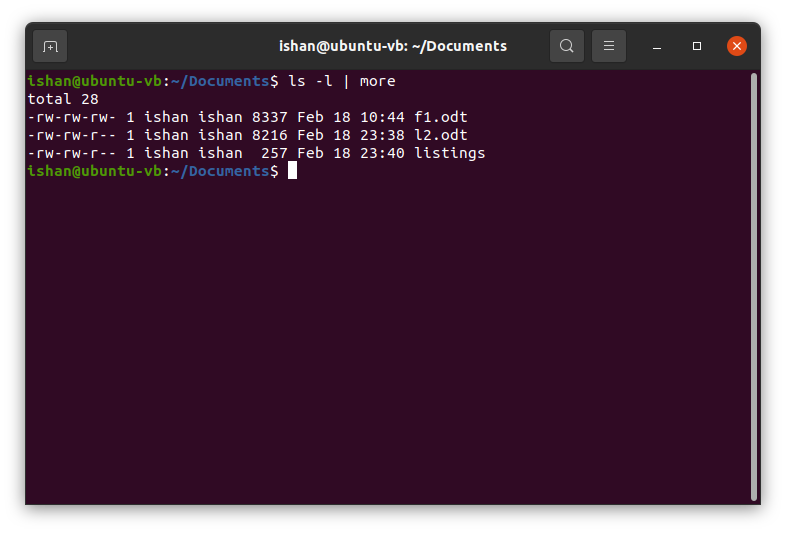 ishan@ubuntu-vb: ~/Documents
ishan@ubuntu-vb:~/Documents$ ls -l | more
total 28
-rw-rw-rw- 1 ishan ishan 8337 Feb 18 10:44 f1.odt
-rw-rw-r-- 1 ishan ishan 8216 Feb 18 23:38 l2.odt
-rw-rw-r-- 1 ishan ishan  257 Feb 18 23:40 listings
ishan@ubuntu-vb:~/Documents$